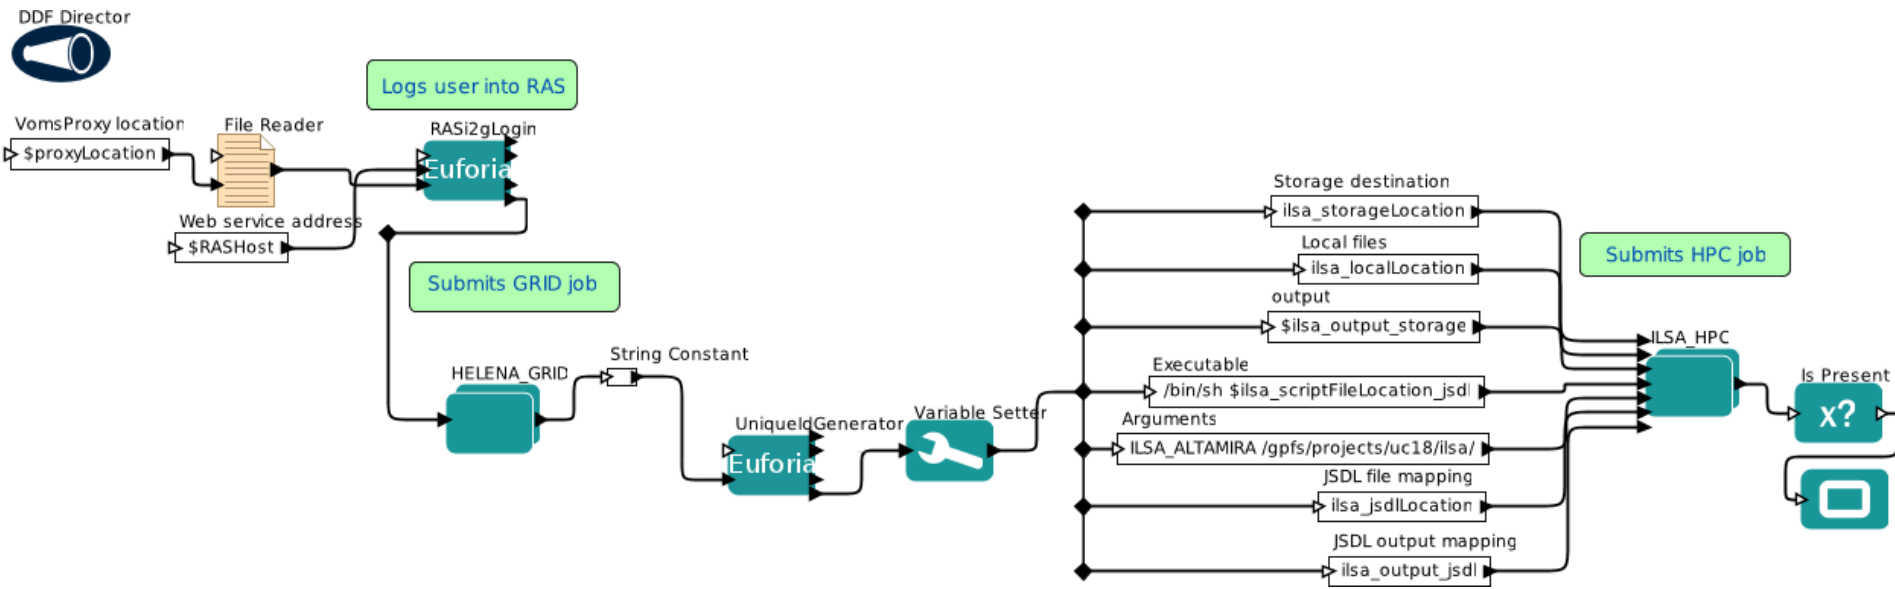 DDF Director
Logs user into RAS
VomsProxy location
$proxyLocation
File Reader
RASi2gLogin
Euforia
Web service address
$RASHost
Submits GRID job
HELENA_GRID
String Constant
UniqueIdGenerator
Euforia
Variable Setter
Storage destination
ilsa_storageLocation
Local files
ilsa_localLocation
output
$ilsa_output_storage
Executable
/bin/sh $ilsa_scriptFileLocation_jsdl
Arguments
ILSA_ALTAMIRA /gpfs/projects/uc18/ilsa/
JSDL file mapping
ilsa_jsdlLocation
JSDL output mapping
ilsa_output_jsdl
Submits HPC job
ILSA_HPC
Is Present
x?